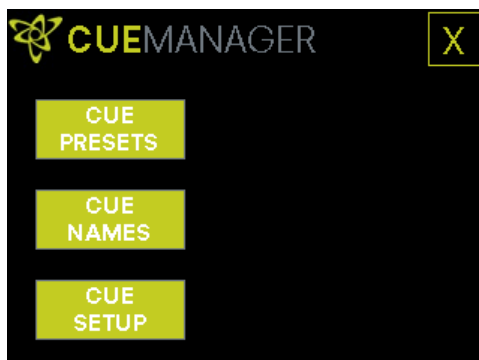 CUEMANAGER
X
CUE
PRESETS
CUE
NAMES
CUE
SETUP